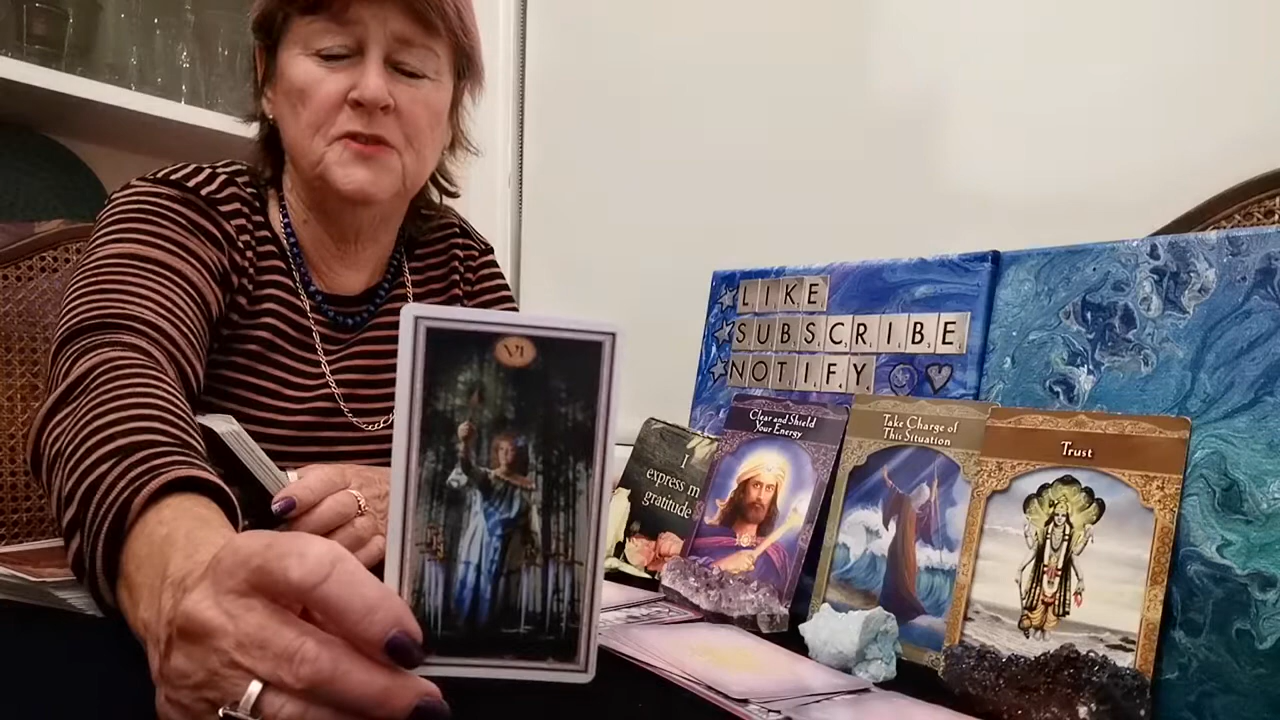 VI
LIKE
SUBSCRIBE
NOTIFY
I
express m
gratitude
Clear and Shield
Your Energy
Take Charge of
This Situation
Trust